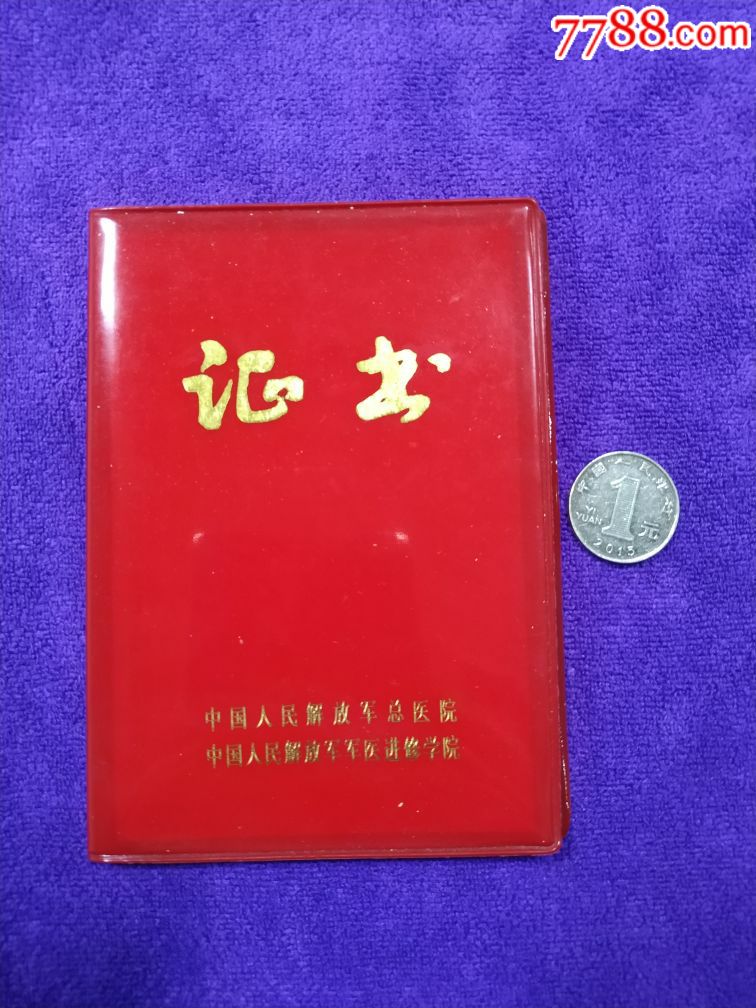 7788.com
证书
中国人民银行
1
YI
YUAN
元
2015
中国人民解放军总医院
中国人民解放军军医进修学院